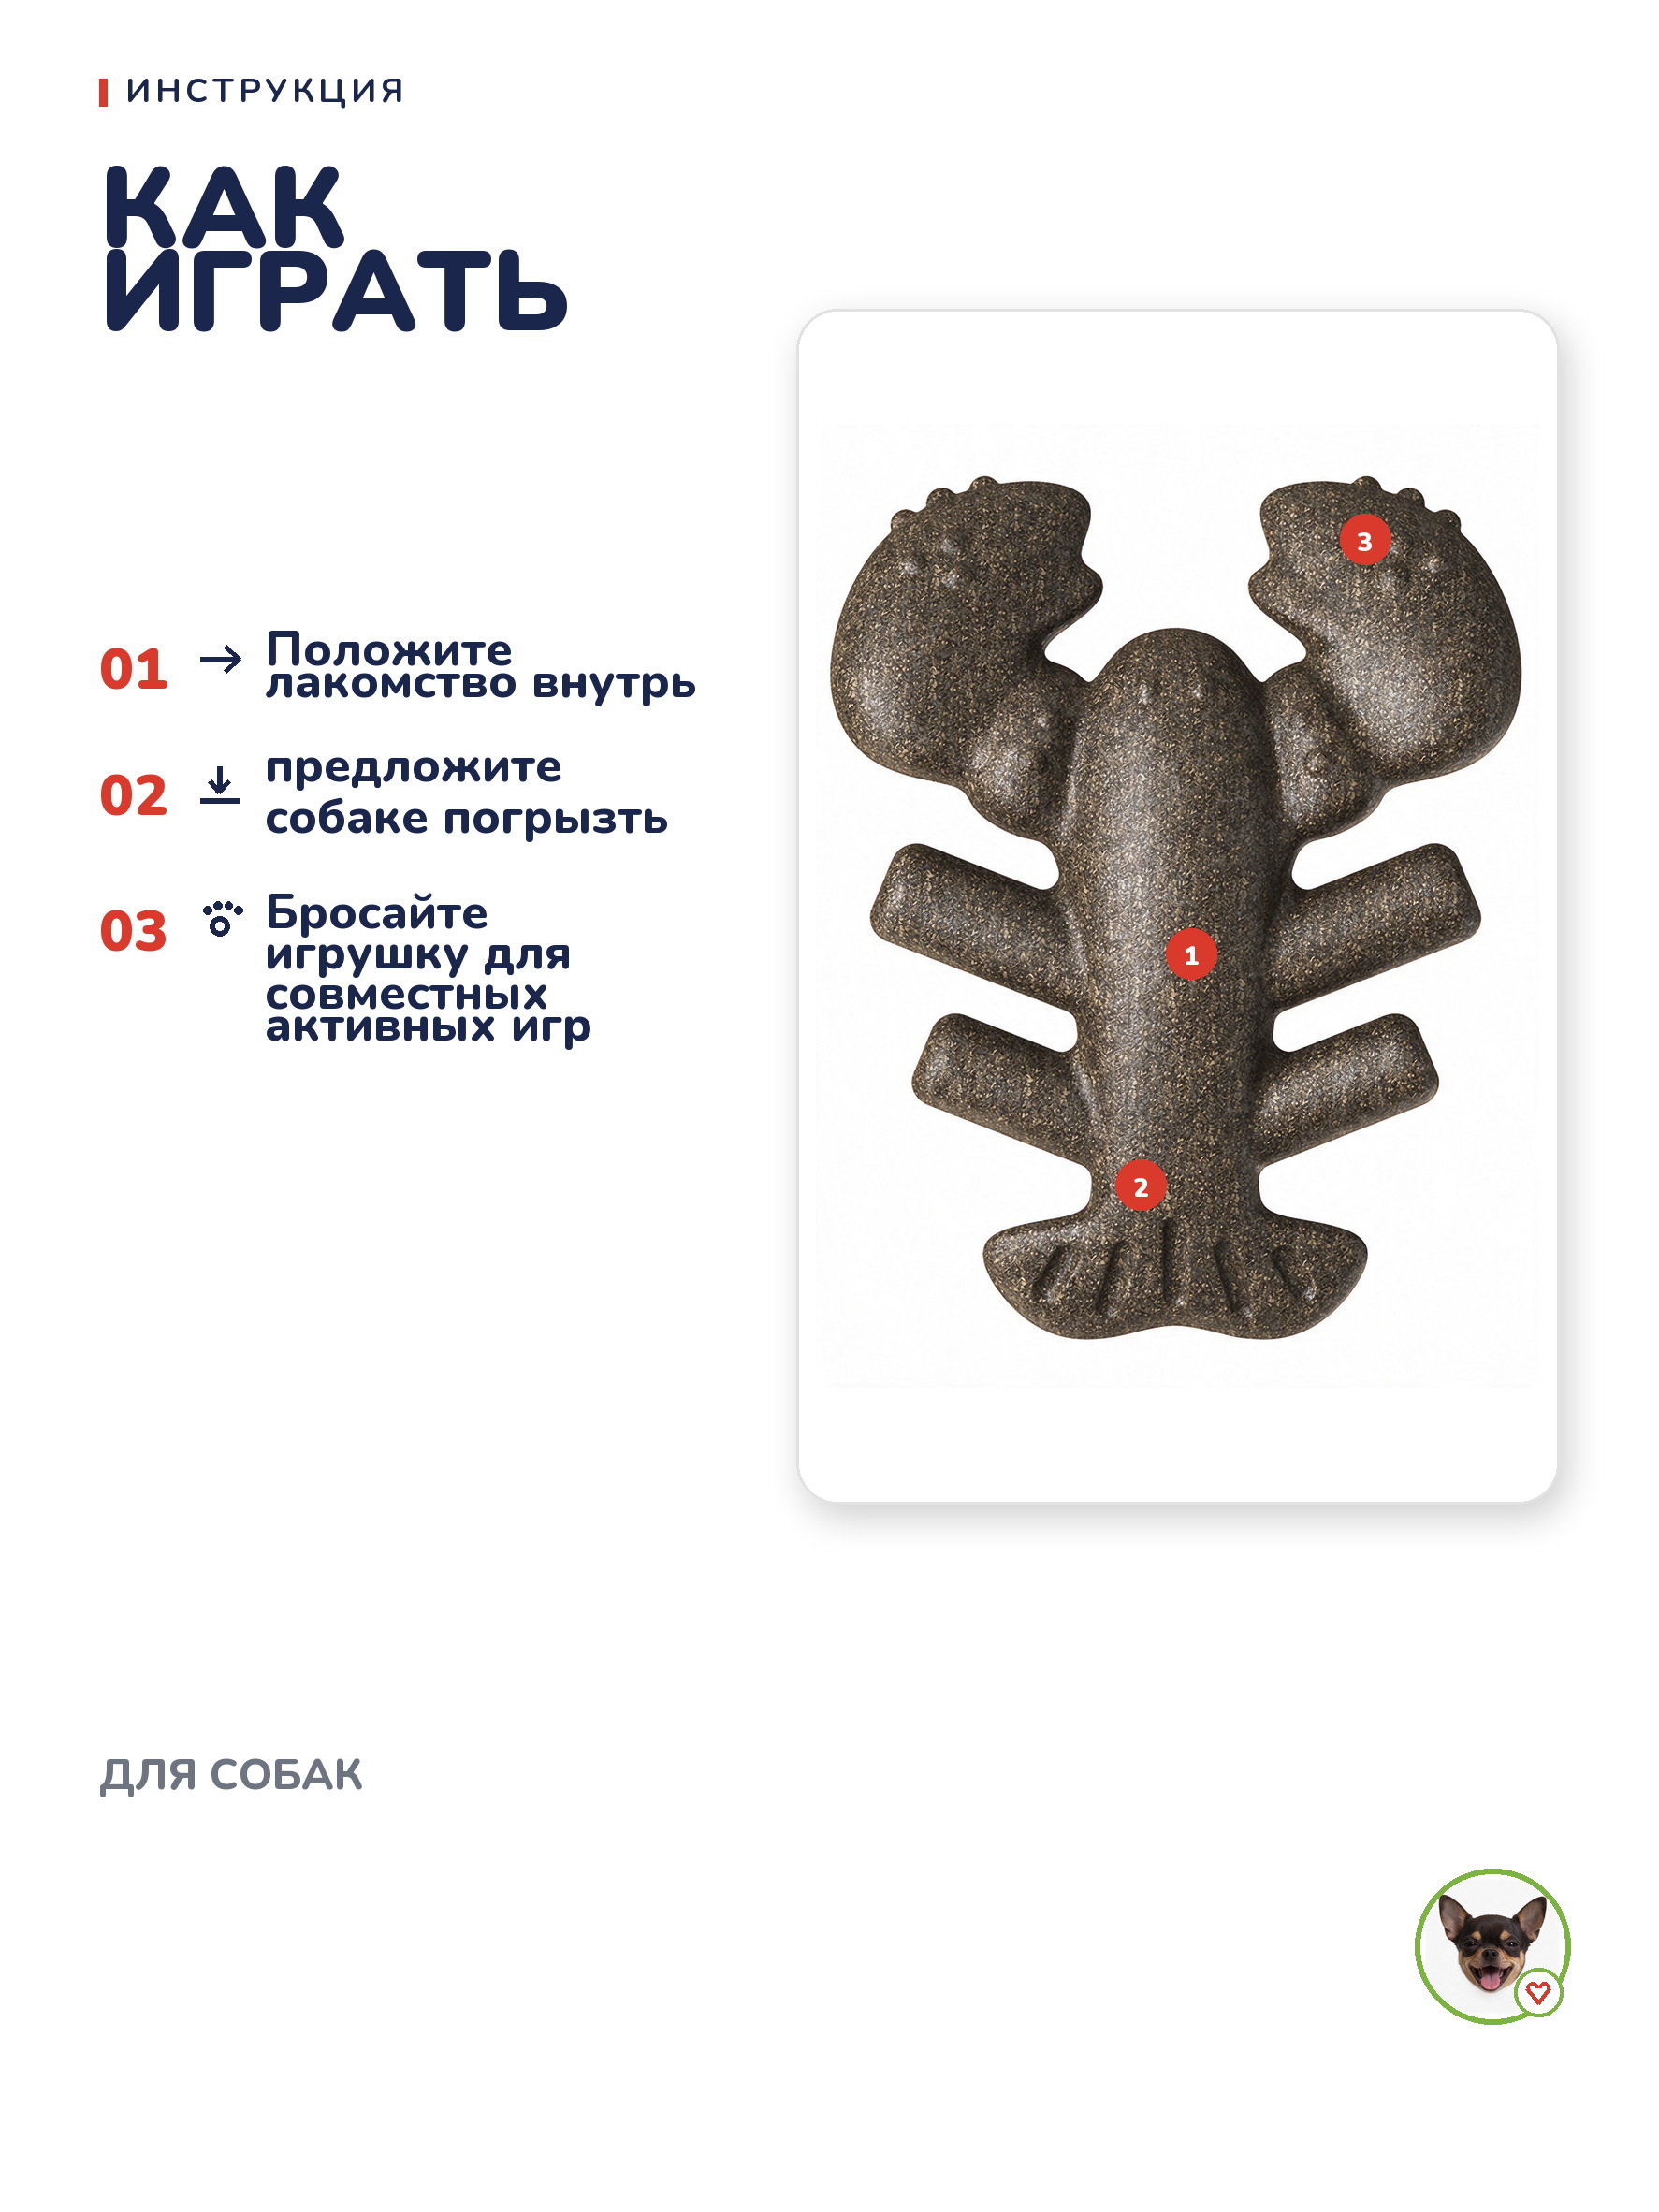 ИНСТРУКЦИЯ
КАК
ИГРАТЬ
01 Положите
лакомство внутрь
02 предложите
собаке погрызть
03 Бросайте
игрушку для
совместных
активных игр
3
1
2
ДЛЯ СОБАК